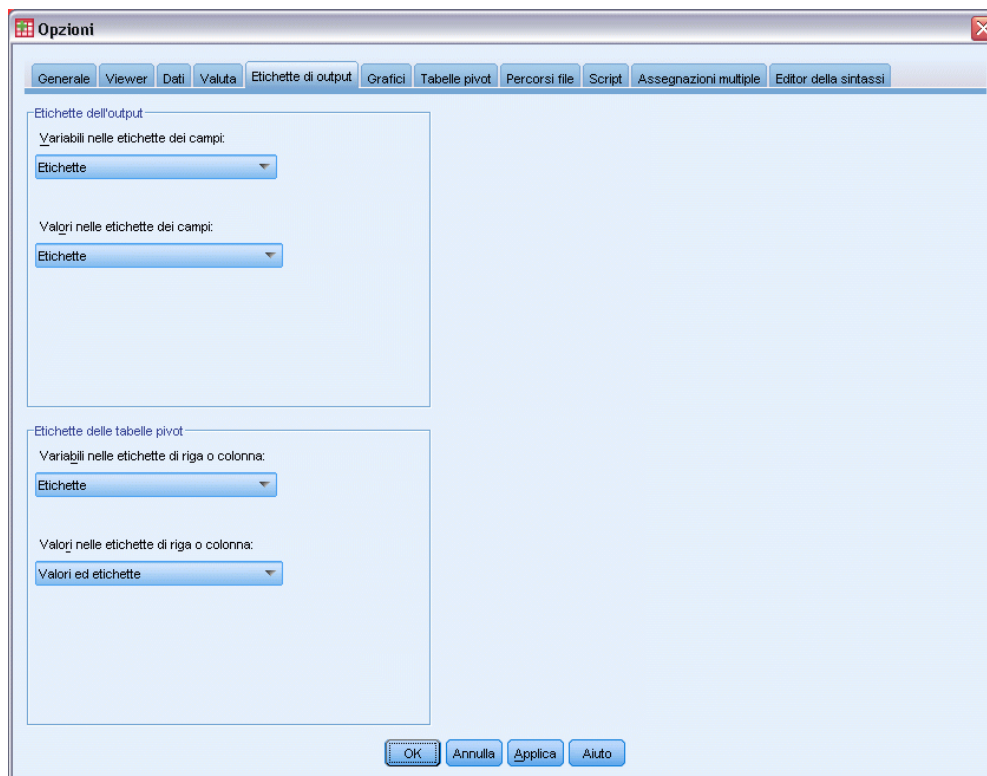 Opzioni
Generale Viewer Dati Valuta Etichette di output Grafici Tabelle pivot Percorsi file Script Assegnazioni multiple Editor della sintassi
Etichette dell'output
Variabili nelle etichette dei campi:
Etichette
Valori nelle etichette dei campi:
Etichette
Etichette delle tabelle pivot
Variabili nelle etichette di riga o colonna:
Etichette
Valori nelle etichette di riga o colonna:
Valori ed etichette
OK Annulla Applica Aiuto